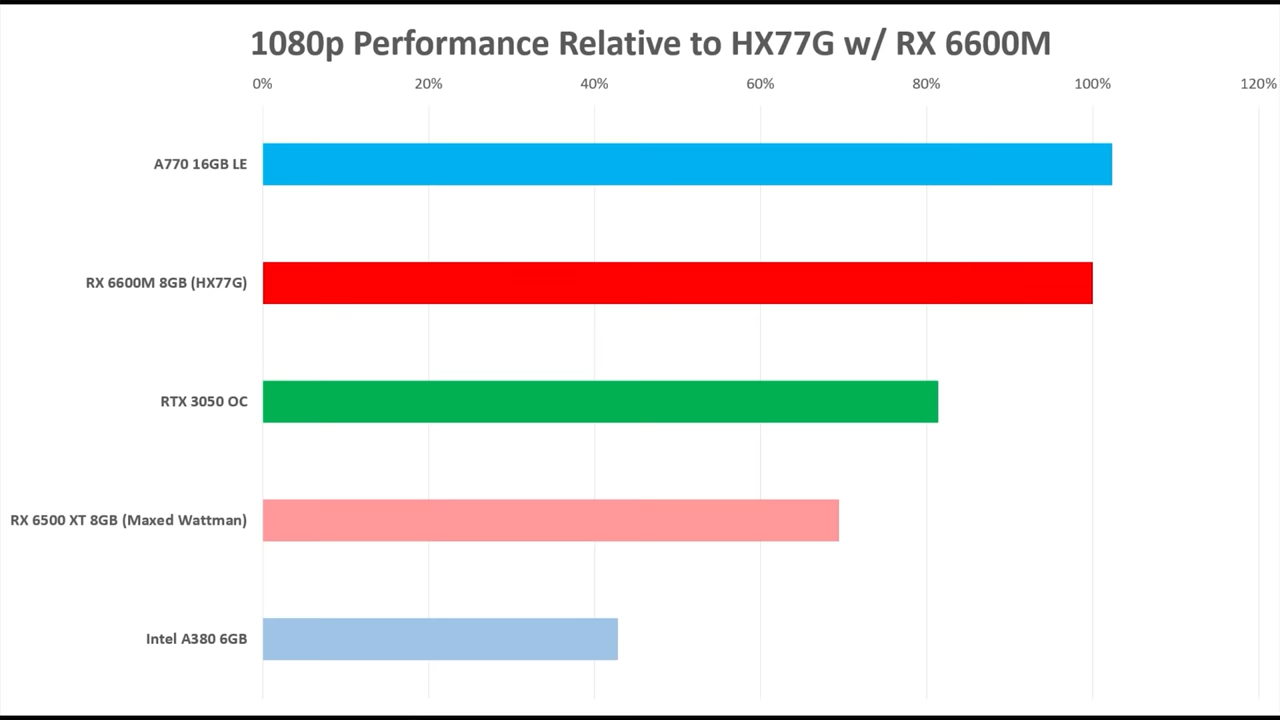 1080p Performance Relative to HX77G w/ RX 6600M
0% 20% 40% 60% 80% 100% 120%
A770 16GB LE
RX 6600M 8GB (HX77G)
RTX 3050 OC
RX 6500 XT 8GB (Maxed Wattman)
Intel A380 6GB